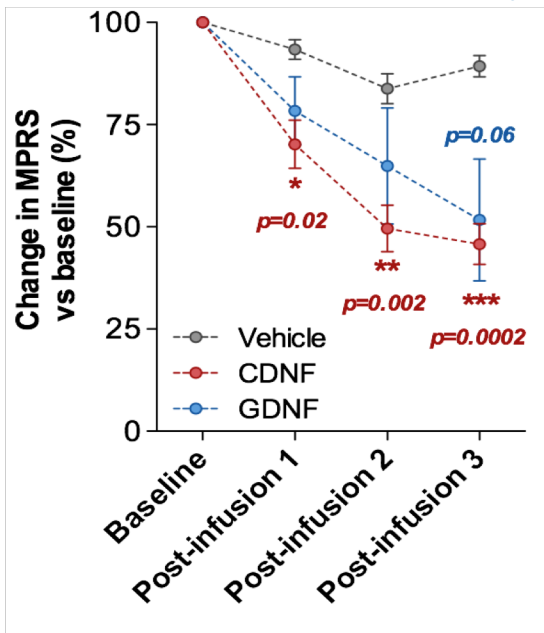 Change in MPRS
vs baseline (%)
100
75
50
25
0
p=0.06
*
p=0.02
**
p=0.002
***
p=0.0002
Vehicle
CDNF
GDNF
Baseline
Post-infusion 1
Post-infusion 2
Post-infusion 3